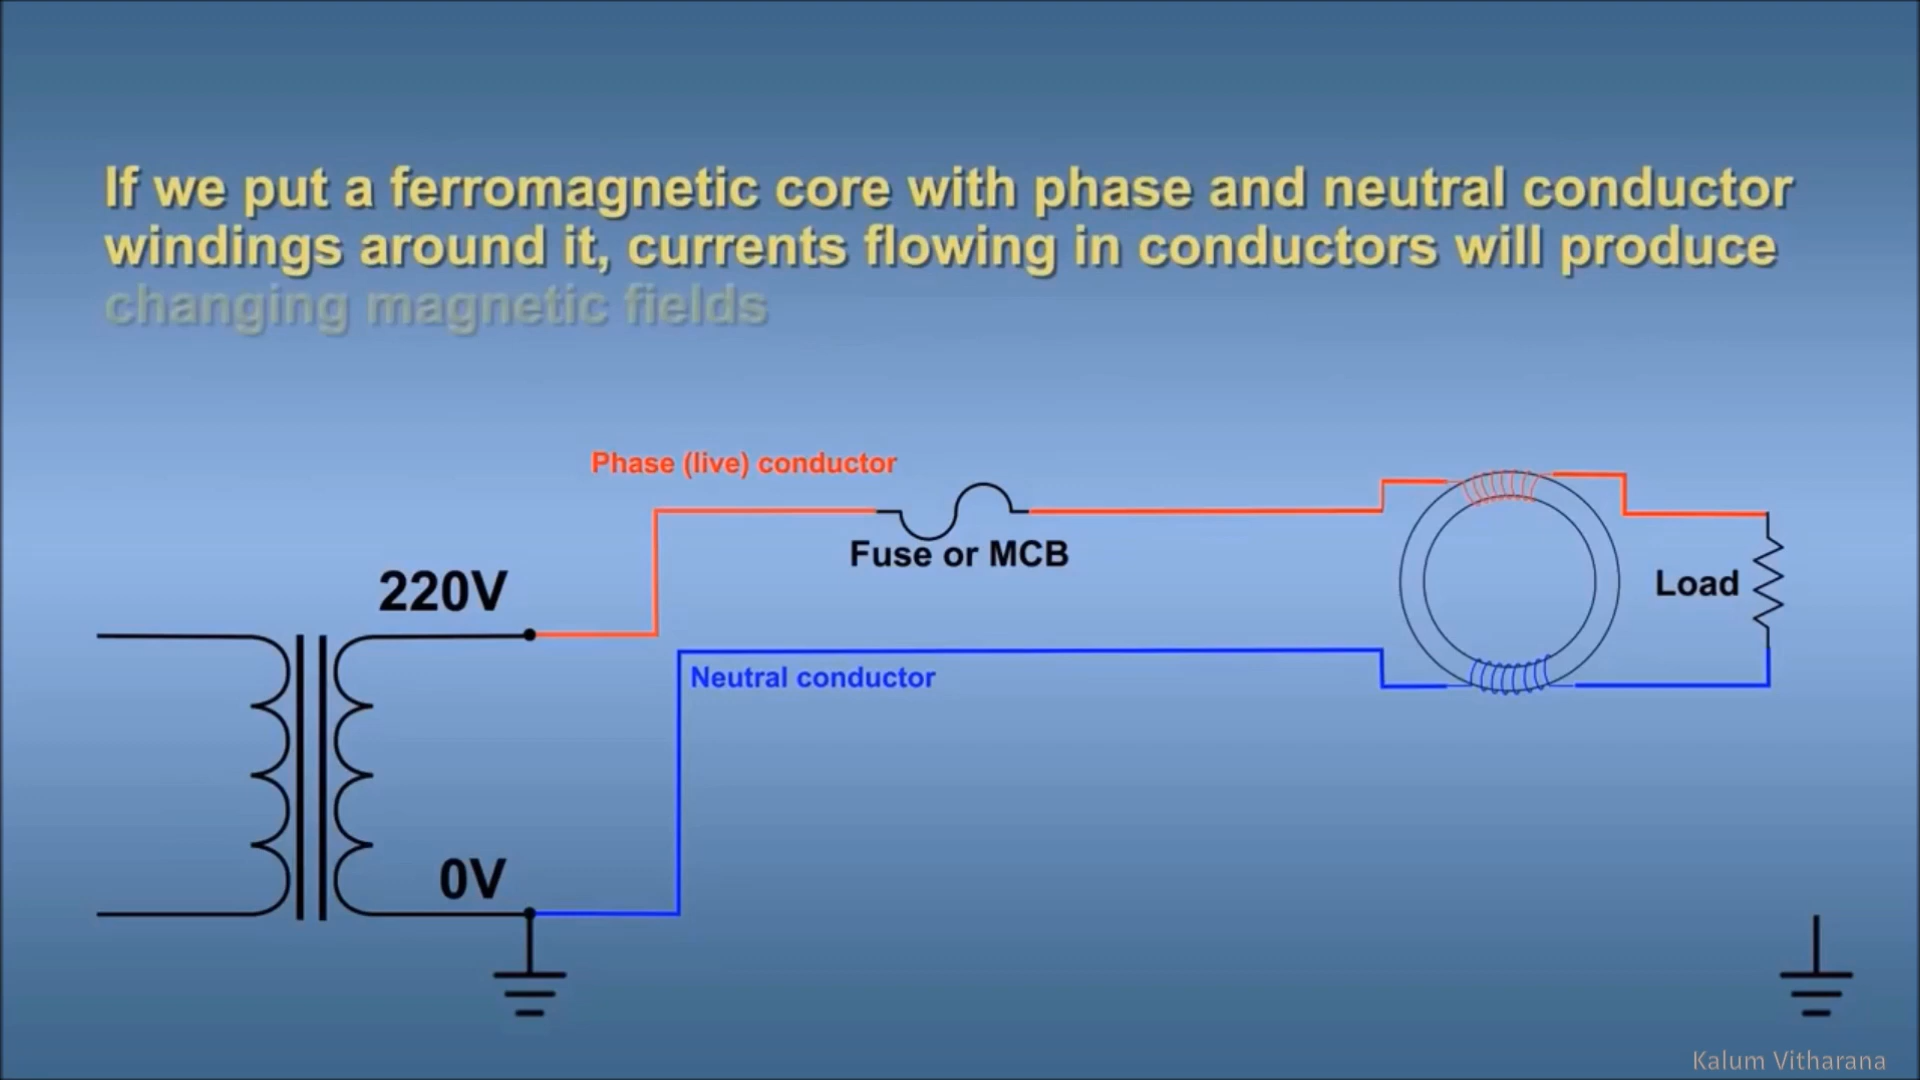 If we put a ferromagnetic core with phase and neutral conductor
windings around it, currents flowing in conductors will produce
changing magnetic fields
Phase (live) conductor
Fuse or MCB
220V
Load
Neutral conductor
0V
Kalum Vitharana